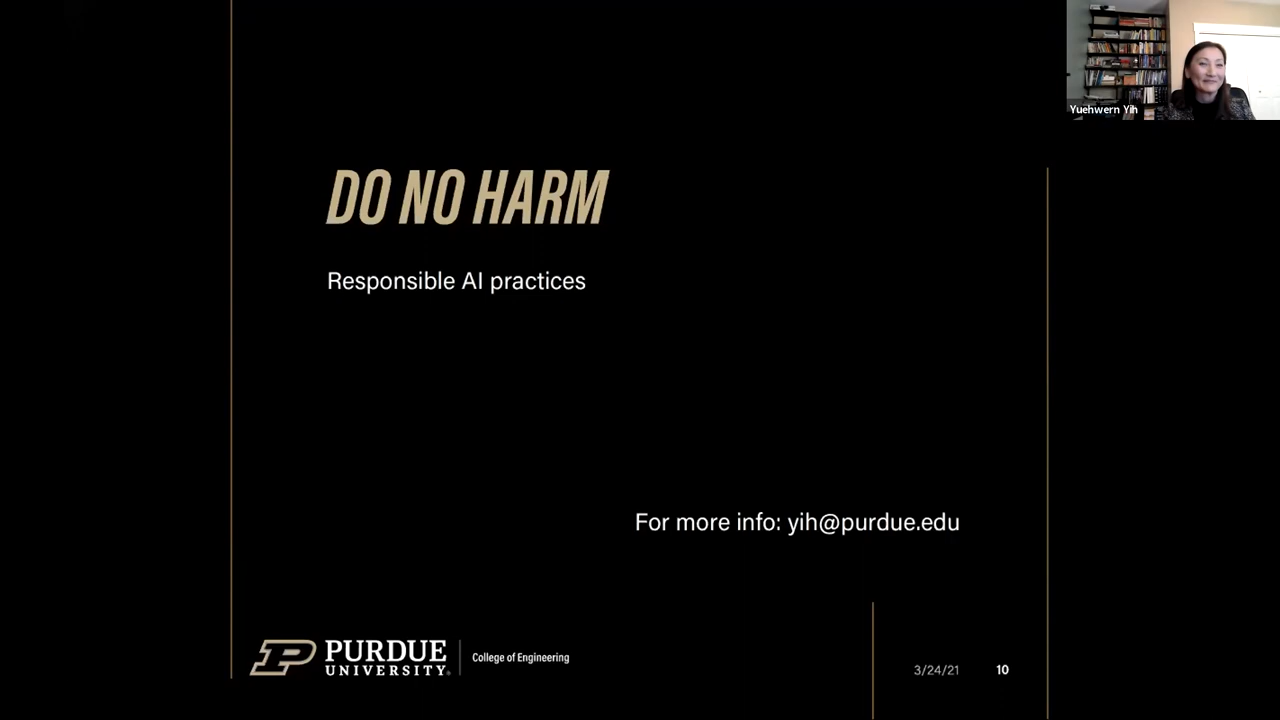 Yuehwern Yih
DO NO HARM
Responsible AI practices
For more info: yih@purdue.edu
PURDUE
UNIVERSITY®
College of Engineering
3/24/21
10